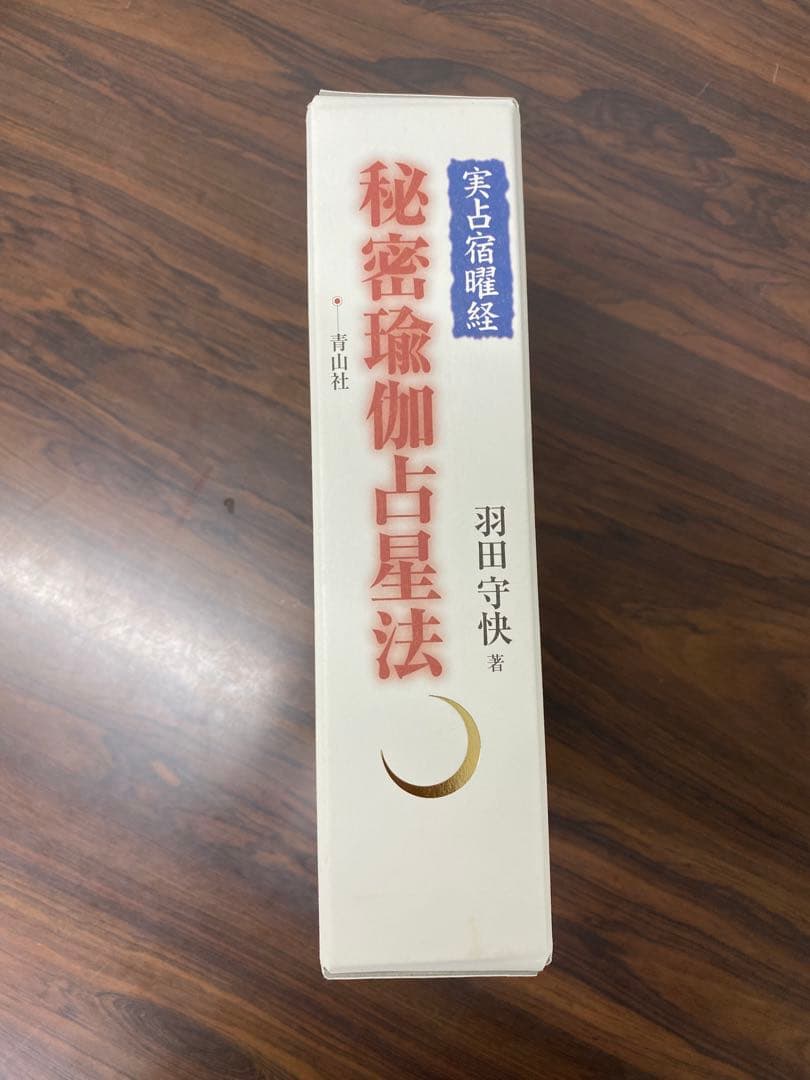 実占宿曜経
秘密瑜伽占星法
羽田守快 著
青山社